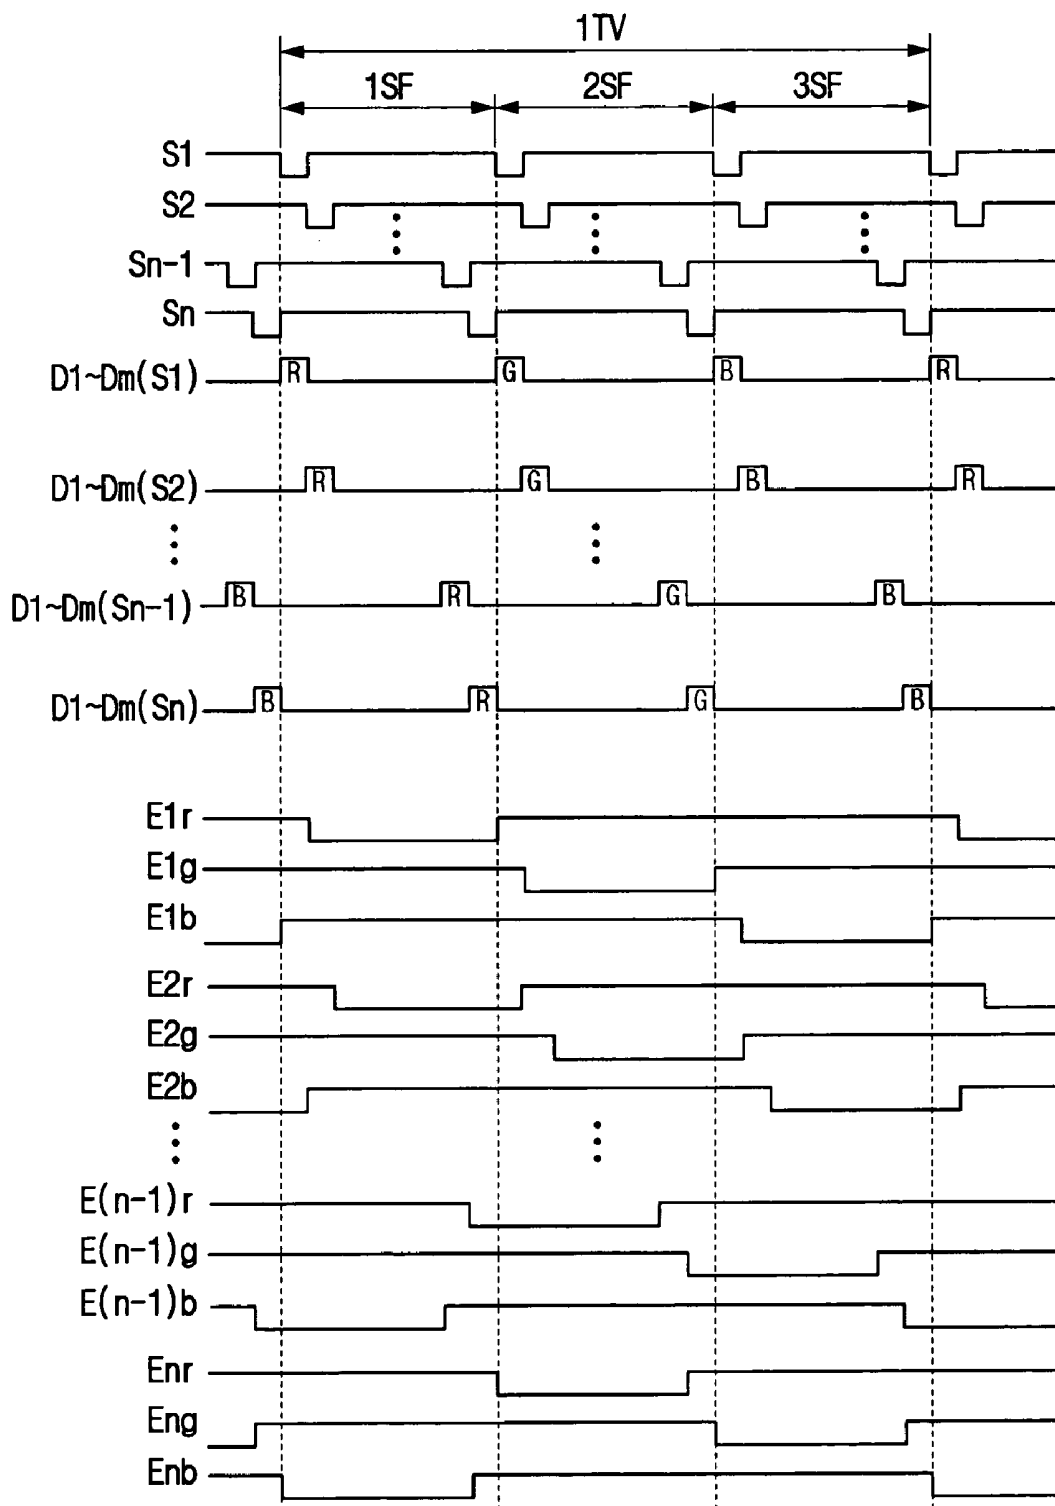 1TV
1SF 2SF 3SF
S1
S2
Sn-1
Sn
D1~Dm(S1) R G B R
D1~Dm(S2) R G B R
D1~Dm(Sn-1) B R G B
D1~Dm(Sn) B R G B
E1r
E1g
E1b
E2r
E2g
E2b
E(n-1)r
E(n-1)g
E(n-1)b
Enr
Eng
Enb